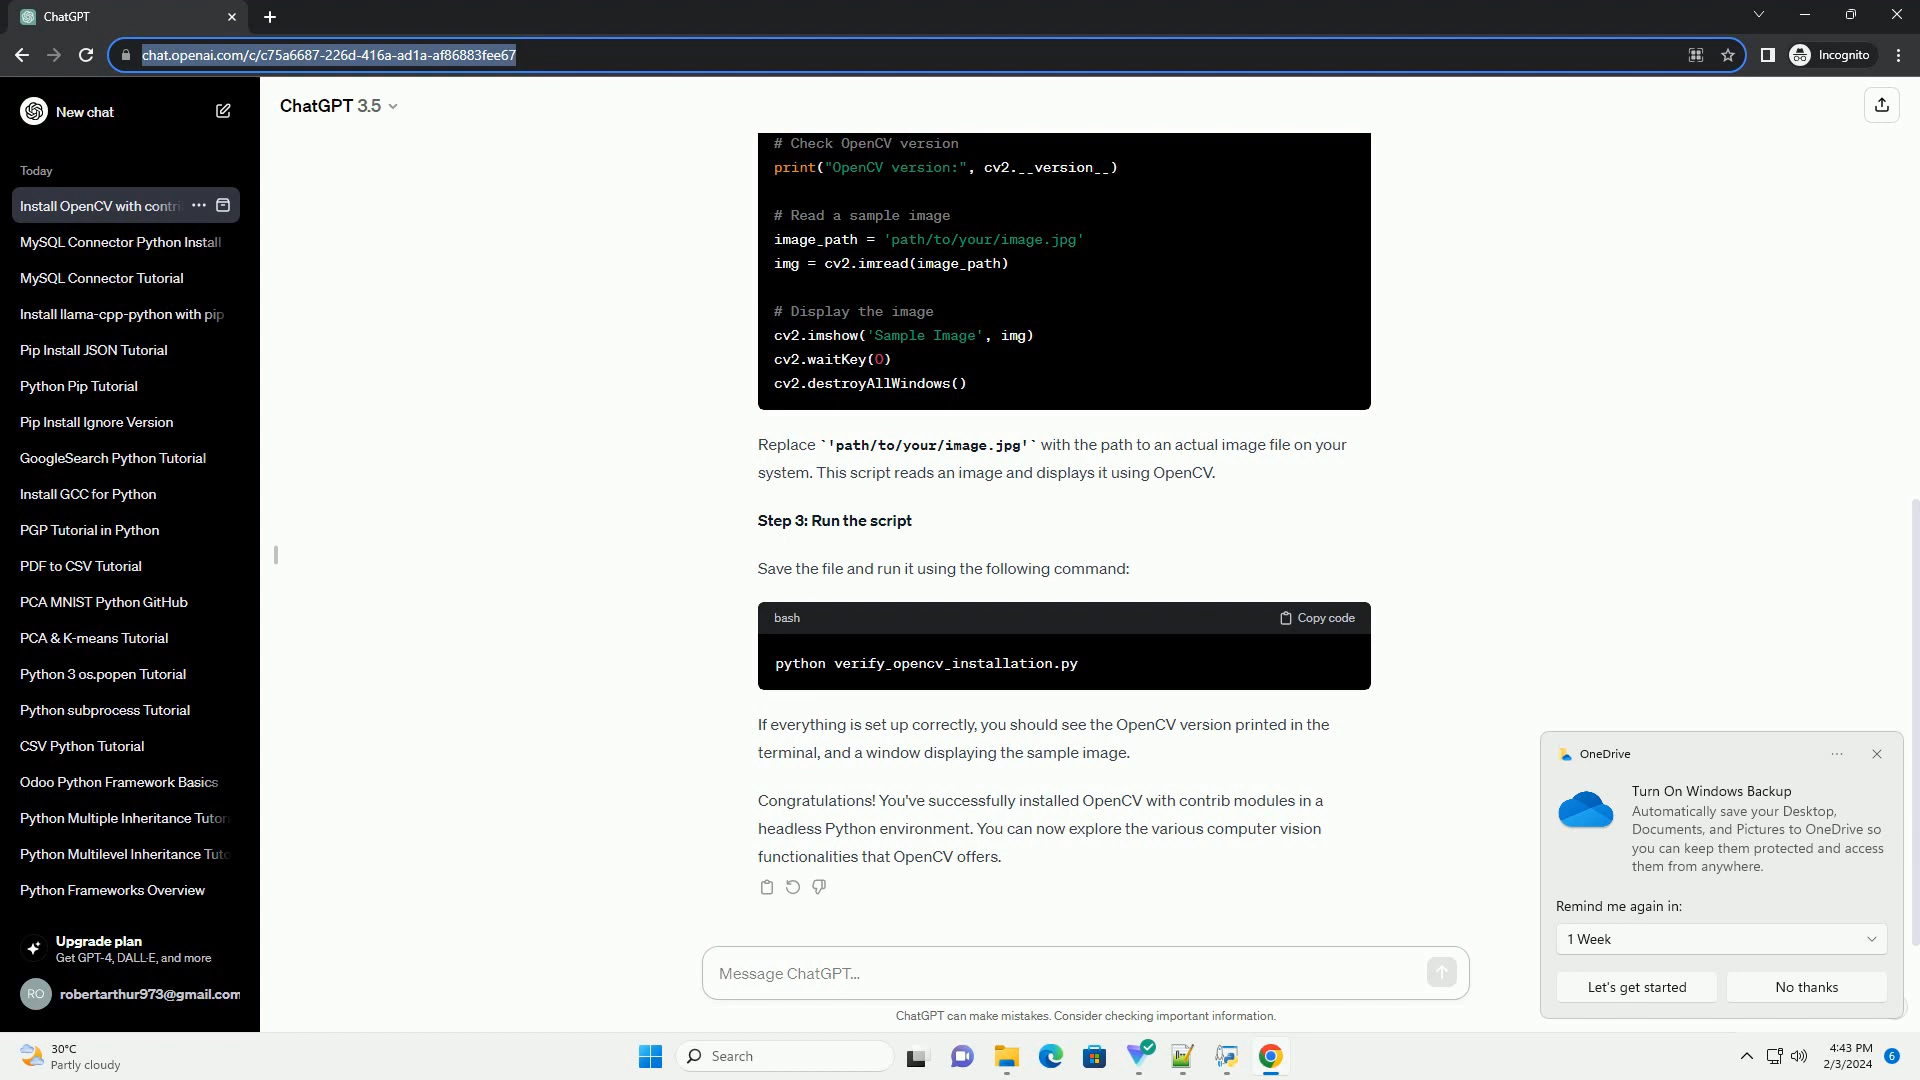 ChatGPT
chat.openai.com/c/c75a6687-226d-416a-ad1a-af86883fee67
Incognito
New chat
Today
Install OpenCV with contri
MySQL Connector Python Install
MySQL Connector Tutorial
Install llama-cpp-python with pip
Pip Install JSON Tutorial
Python Pip Tutorial
Pip Install Ignore Version
GoogleSearch Python Tutorial
Install GCC for Python
PGP Tutorial in Python
PDF to CSV Tutorial
PCA MNIST Python GitHub
PCA & K-means Tutorial
Python 3 os.popen Tutorial
Python subprocess Tutorial
CSV Python Tutorial
Odoo Python Framework Basics
Python Multiple Inheritance Tutor
Python Multilevel Inheritance Tuto
Python Frameworks Overview
Upgrade plan
Get GPT-4, DALL·E, and more
RO
robertarthur973@gmail.com
ChatGPT 3.5
# Check OpenCV version
print("OpenCV version:", cv2.__version__)
# Read a sample image
image_path = 'path/to/your/image.jpg'
img = cv2.imread(image_path)
# Display the image
cv2.imshow('Sample Image', img)
cv2.waitKey(0)
cv2.destroyAllWindows()
Replace `'path/to/your/image.jpg'` with the path to an actual image file on your
system. This script reads an image and displays it using OpenCV.
Step 3: Run the script
Save the file and run it using the following command:
bash
Copy code
python verify_opencv_installation.py
If everything is set up correctly, you should see the OpenCV version printed in the
terminal, and a window displaying the sample image.
Congratulations! You've successfully installed OpenCV with contrib modules in a
headless Python environment. You can now explore the various computer vision
functionalities that OpenCV offers.
Message ChatGPT...
ChatGPT can make mistakes. Consider checking important information.
OneDrive
Turn On Windows Backup
Automatically save your Desktop,
Documents, and Pictures to OneDrive so
you can keep them protected and access
them from anywhere.
Remind me again in:
1 Week
Let's get started
No thanks
30°C
Partly cloudy
Search
4:43 PM
2/3/2024
6